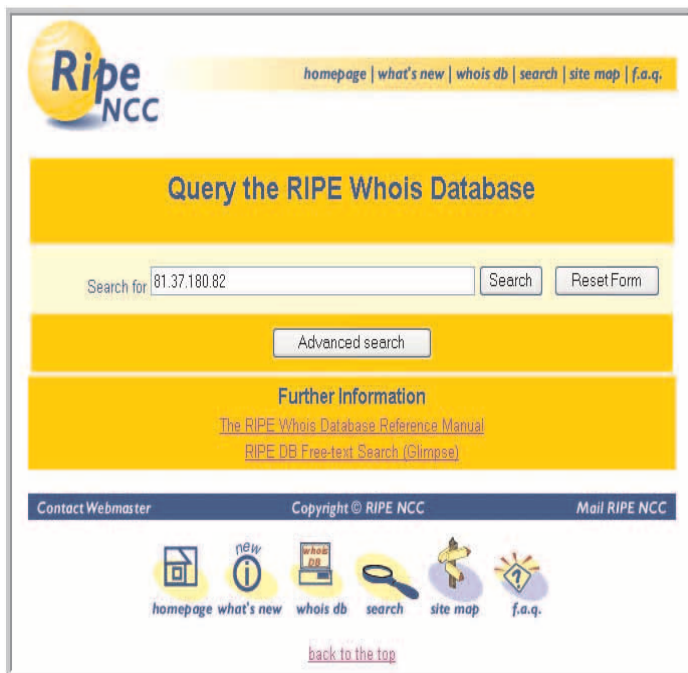 Ripe
NCC
homepage | what's new | whois db | search | site map | f.a.q.
Query the RIPE Whois Database
Search for 81.37.180.82 Search Reset Form
Advanced search
Further Information
The RIPE Whois Database Reference Manual
RIPE DB Free-text Search (Glimpse)
Contact Webmaster Copyright © RIPE NCC Mail RIPE NCC
new
whois
DB
homepage what's new whois db search site map f.a.q.
back to the top